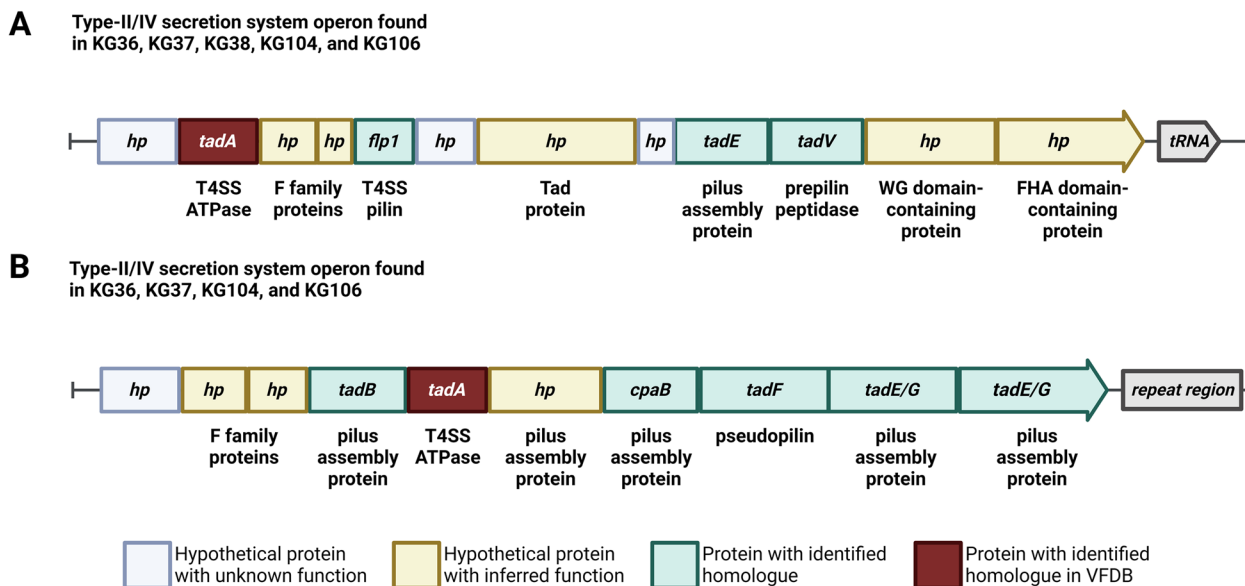 A
Type-II/IV secretion system operon found
in KG36, KG37, KG38, KG104, and KG106
hp tadA hp hp flp1 hp hp hp tadE tadV hp hp tRNA
T4SS ATPase
F family proteins
T4SS pilin
Tad protein
pilus assembly protein
prepilin peptidase
WG domain-containing protein
FHA domain-containing protein
B
Type-II/IV secretion system operon found
in KG36, KG37, KG104, and KG106
hp hp hp tadB tadA hp cpaB tadF tadE/G tadE/G repeat region
F family proteins
pilus assembly protein
T4SS ATPase
pilus assembly protein
pilus assembly protein
pseudopilin
pilus assembly protein
pilus assembly protein
Hypothetical protein
with unknown function
Hypothetical protein
with inferred function
Protein with identified
homologue
Protein with identified
homologue in VFDB